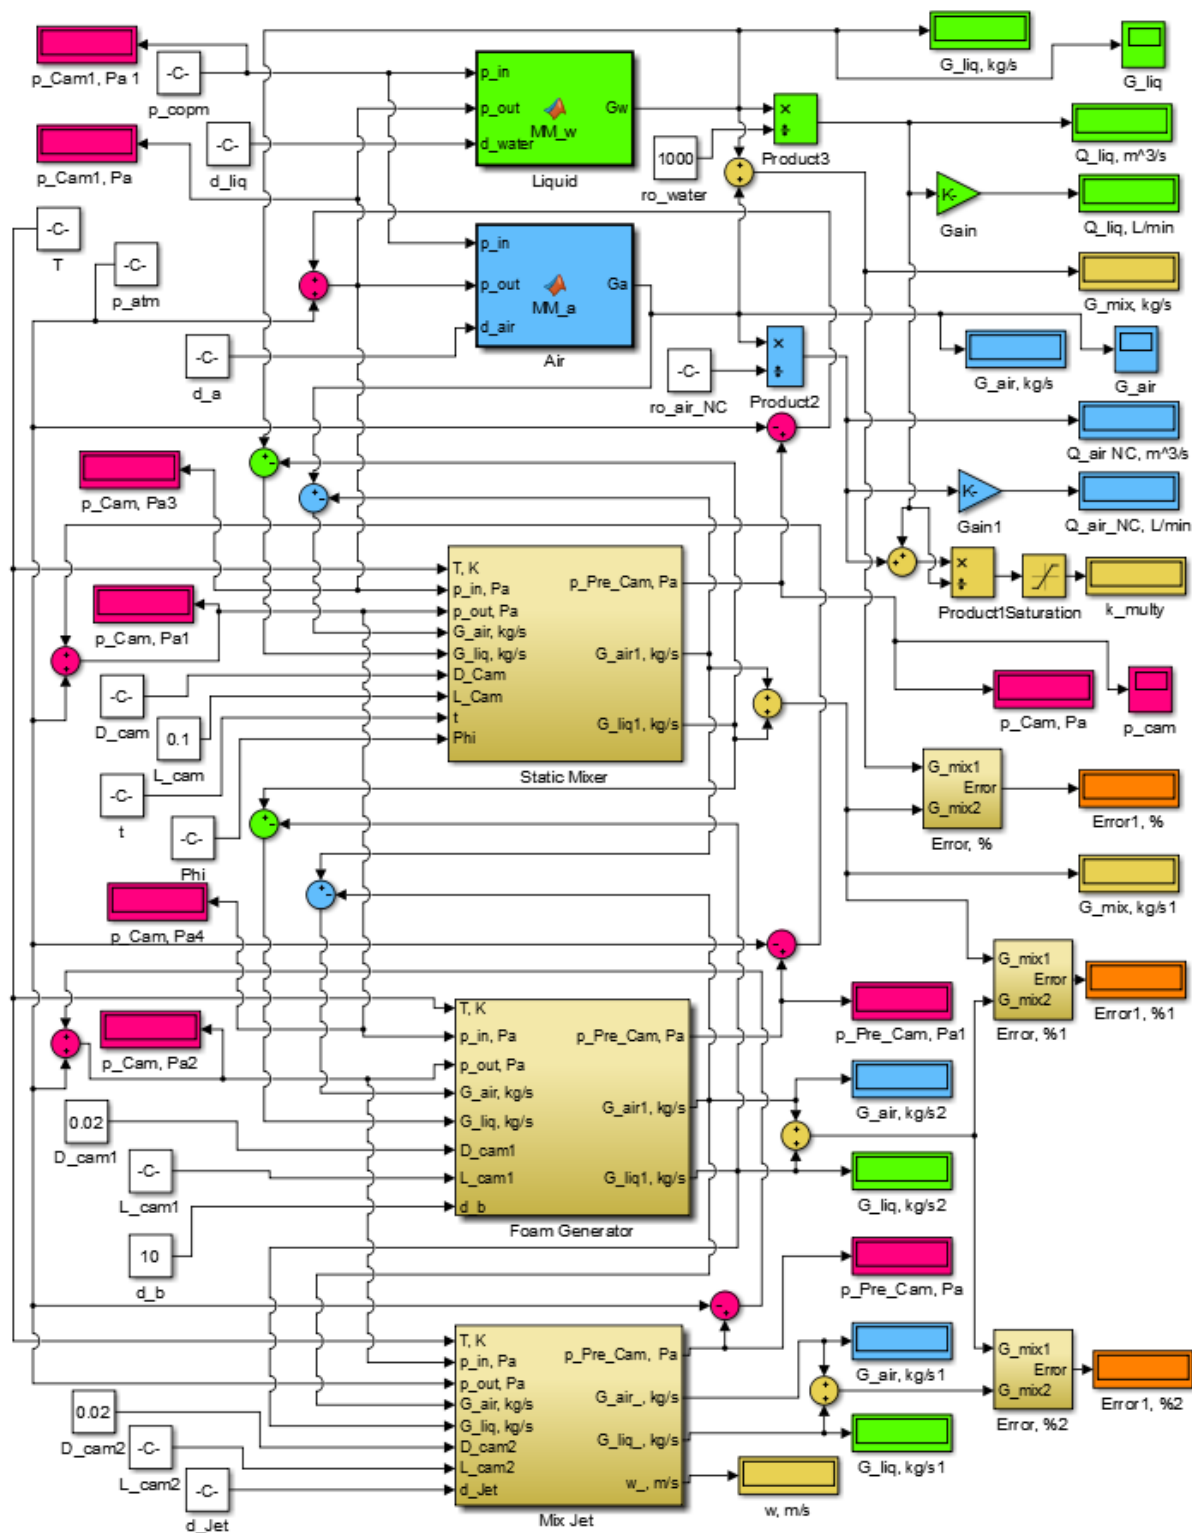 p_Cam1, Pa 1
-C-
p_copm
p_in
p_out
d_water
MM_w
Gw
Liquid
G_liq, kg/s
G_liq
p_Cam1, Pa
-C-
d_liq
1000
ro_water
×
÷
Product3
Q_liq, m^3/s
K-
Gain
Q_liq, L/min
-C-
T
-C-
p_atm
p_in
p_out
d_air
MM_a
Ga
Air
G_mix, kg/s
-C-
d_a
-C-
ro_air_NC
×
÷
Product2
G_air, kg/s
G_air
Q_air NC, m^3/s
K-
Gain1
Q_air_NC, L/min
p_Cam, Pa3
p_Cam, Pa1
T, K
p_in, Pa
p_out, Pa
G_air, kg/s
G_liq, kg/s
D_Cam
L_Cam
t
Phi
p_Pre_Cam, Pa
G_air1, kg/s
G_liq1, kg/s
Static Mixer
×
÷
Product1
Saturation
k_multy
-C-
D_cam
0.1
L_cam
-C-
t
-C-
Phi
p_Cam, Pa
p_cam
G_mix1
G_mix2
Error
Error, %
Error1, %
G_mix, kg/s1
p_Cam, Pa4
G_mix1
G_mix2
Error
Error, %1
Error1, %1
p_Cam, Pa2
T, K
p_in, Pa
p_out, Pa
G_air, kg/s
G_liq, kg/s
D_cam1
L_cam1
d_b
p_Pre_Cam, Pa
G_air1, kg/s
G_liq1, kg/s
Foam Generator
p_Pre_Cam, Pa1
G_air, kg/s2
G_liq, kg/s2
0.02
D_cam1
-C-
L_cam1
10
d_b
p_Pre_Cam, Pa
T, K
p_in, Pa
p_out, Pa
G_air, kg/s
G_liq, kg/s
D_cam2
L_cam2
d_Jet
p_Pre_Cam, Pa
G_air_, kg/s
G_liq_, kg/s
w_, m/s
Mix Jet
G_air, kg/s1
G_liq, kg/s1
w, m/s
G_mix1
G_mix2
Error
Error, %2
Error1, %2
0.02
D_cam2
-C-
L_cam2
-C-
d_Jet